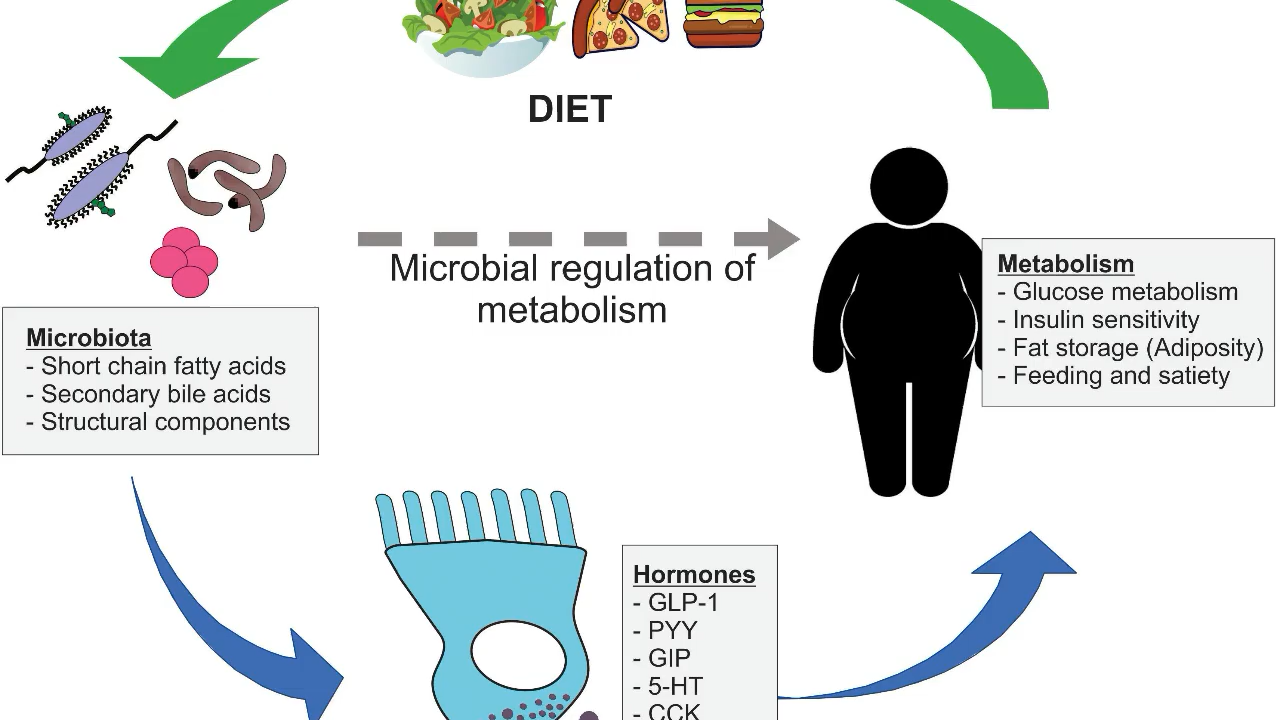 DIET
Microbial regulation of
metabolism
Metabolism
- Glucose metabolism
- Insulin sensitivity
- Fat storage (Adiposity)
- Feeding and satiety
Microbiota
- Short chain fatty acids
- Secondary bile acids
- Structural components
Hormones
- GLP-1
- PYY
- GIP
- 5-HT
- CCK